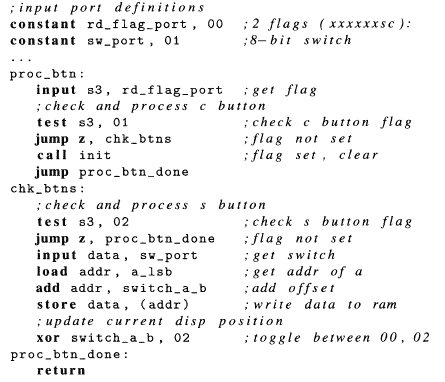 ;input port definitions
constant rd_flag_port, 00 ;2 flags (xxxxxxsc):
constant sw_port, 01 ;8-bit switch
...
proc_btn:
input s3, rd_flag_port ;get flag
;check and process c button
test s3, 01 ;check c button flag
jump z, chk_btns ;flag not set
call init ;flag set, clear
jump proc_btn_done
chk_btns:
;check and process s button
test s3, 02 ;check s button flag
jump z, proc_btn_done ;flag not set
input data, sw_port ;get switch
load addr, a_lsb ;get addr of a
add addr, switch_a_b ;add offset
store data, (addr) ;write data to ram
;update current disp position
xor switch_a_b, 02 ;toggle between 00, 02
proc_btn_done:
return